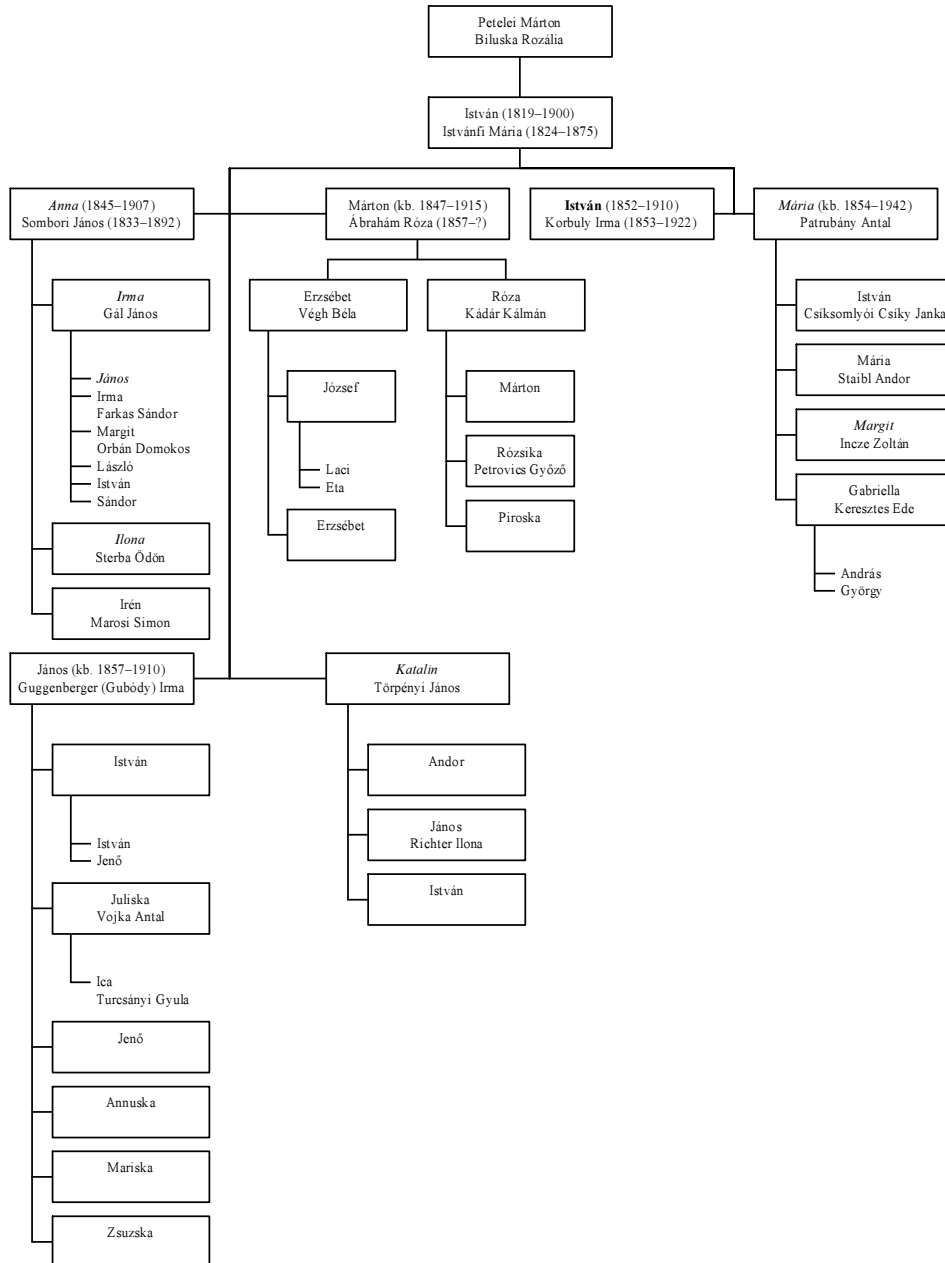 Petelei Márton
Biluska Rozália
István (1819–1900)
Istvánfi Mária (1824–1875)
Anna (1845–1907)
Sombori János (1833–1892)
Márton (kb. 1847–1915)
Ábrahám Róza (1857–?)
István (1852–1910)
Korbuly Irma (1853–1922)
Mária (kb. 1854–1942)
Patrubány Antal
Irma
Gál János
János
Irma
Farkas Sándor
Margit
Orbán Domokos
László
István
Sándor
Ilona
Sterba Ödön
Irén
Marosi Simon
Erzsébet
Végh Béla
József
Laci
Eta
Erzsébet
Róza
Kádár Kálmán
Márton
Rózsika
Petrovics Győző
Piroska
István
Csíksomlyói Csíky Janka
Mária
Staibl Andor
Margit
Incze Zoltán
Gabriella
Keresztes Ede
András
György
János (kb. 1857–1910)
Guggenberger (Gubódy) Irma
István
István
Jenő
Juliska
Vojka Antal
Ica
Turcsányi Gyula
Jenő
Annuska
Mariska
Zsuzska
Katalin
Törpényi János
Andor
János
Richter Ilona
István